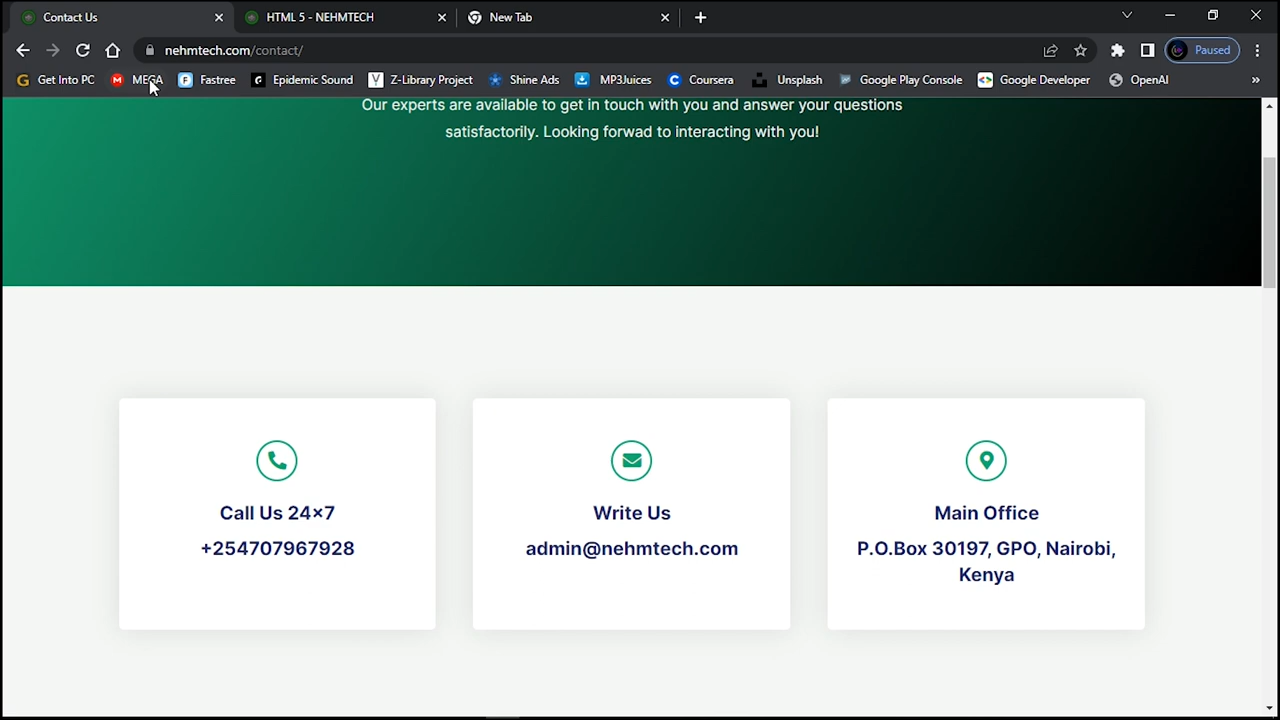 Contact Us
HTML 5 - NEHMTECH
New Tab
nehmtech.com/contact/
Paused
Get Into PC
MEGA
Fastree
Epidemic Sound
Z-Library Project
Shine Ads
MP3Juices
Coursera
Unsplash
Google Play Console
Google Developer
OpenAI
Our experts are available to get in touch with you and answer your questions
satisfactorily. Looking forwad to interacting with you!
Call Us 24×7
+254707967928
Write Us
admin@nehmtech.com
Main Office
P.O.Box 30197, GPO, Nairobi,
Kenya